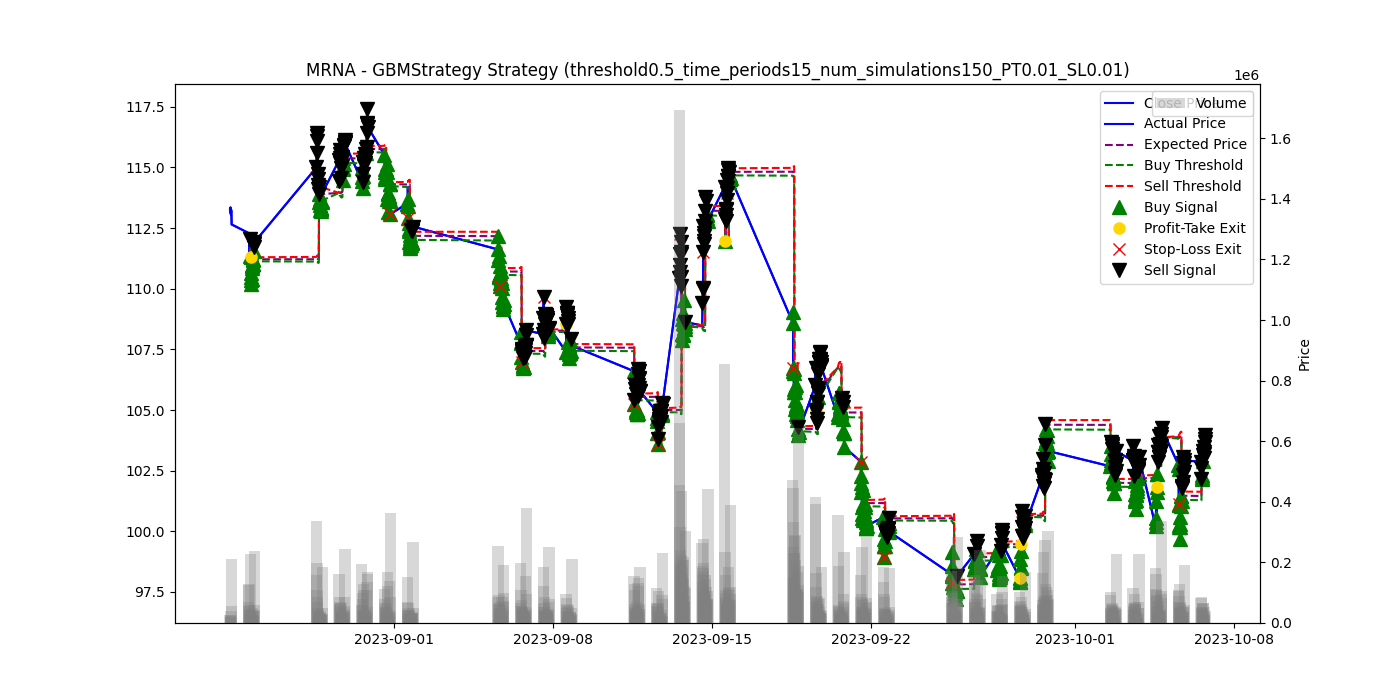 MRNA - GBMStrategy Strategy (threshold0.5_time_periods15_num_simulations150_PT0.01_SL0.01)
1e6
117.5
115.0
112.5
110.0
107.5
105.0
102.5
100.0
97.5
Volume
Actual Price
Expected Price
Buy Threshold
Sell Threshold
Buy Signal
Profit-Take Exit
Stop-Loss Exit
Sell Signal
1.6
1.4
1.2
1.0
0.8
0.6
0.4
0.2
0.0
Price
2023-09-01
2023-09-08
2023-09-15
2023-09-22
2023-10-01
2023-10-08